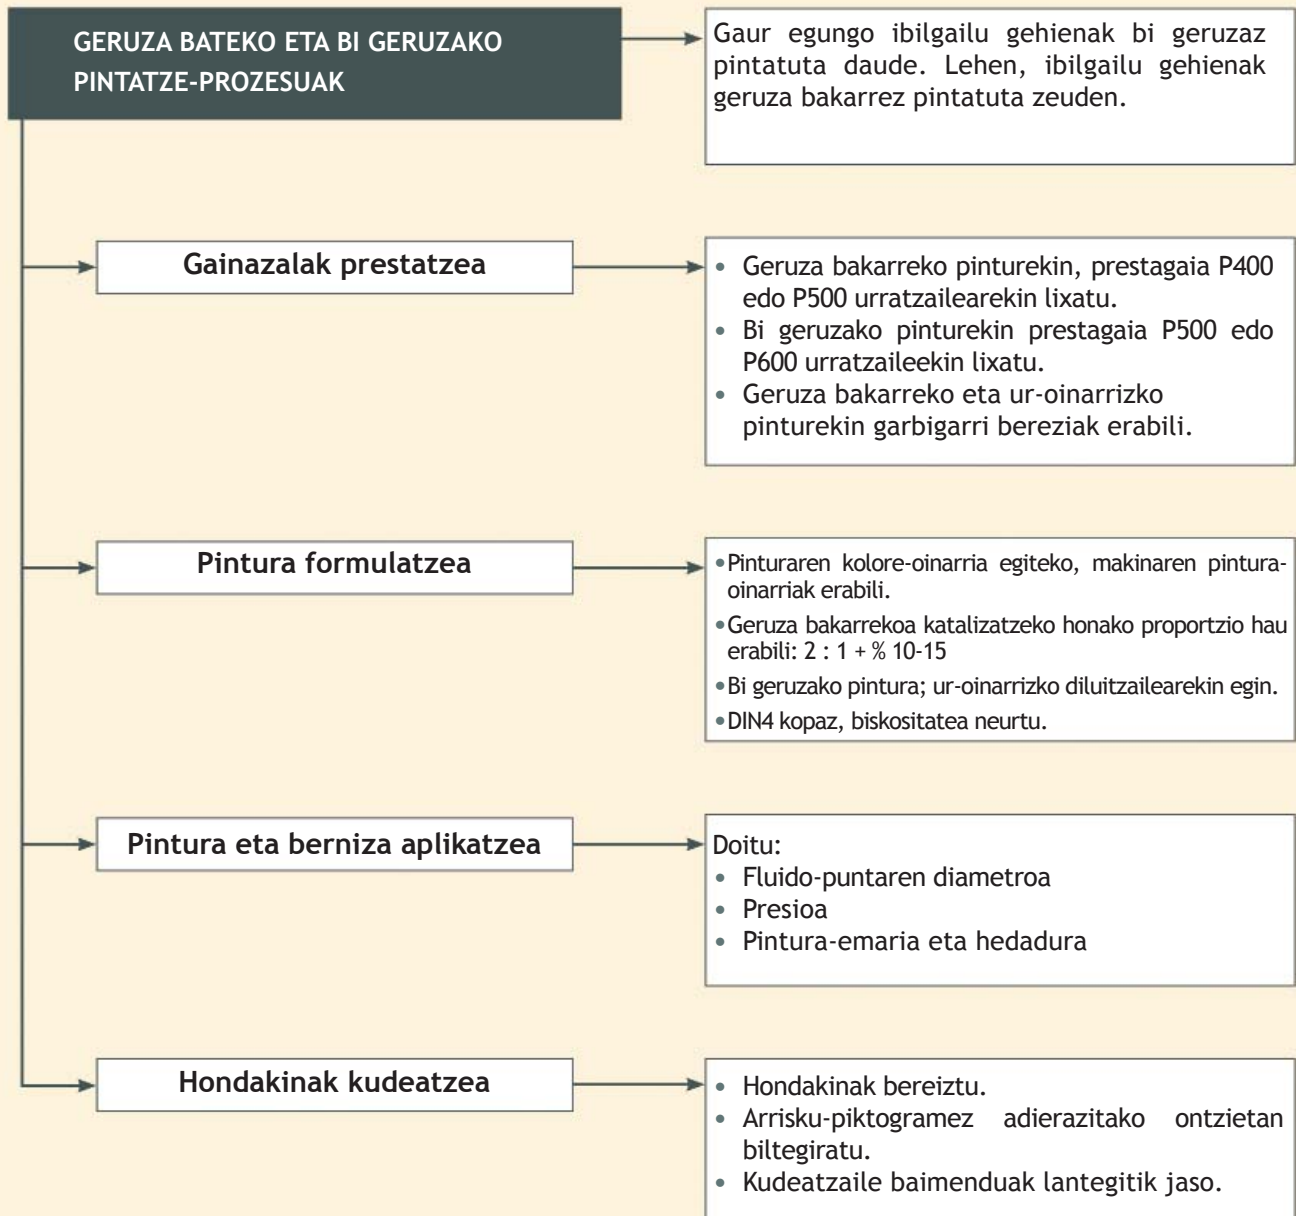 GERUZA BATEKO ETA BI GERUZAKO
PINTATZE-PROZESUAK
Gaur egungo ibilgailu gehienak bi geruzaz
pintatuta daude. Lehen, ibilgailu gehienak
geruza bakarrez pintatuta zeuden.
Gainazalak prestatzea
• Geruza bakarreko pinturekin, prestagaia P400
edo P500 urratzailearekin lixatu.
• Bi geruzako pinturekin prestagaia P500 edo
P600 urratzaileekin lixatu.
• Geruza bakarreko eta ur-oinarrizko
pinturekin garbigarri bereziak erabili.
Pintura formulatzea
• Pinturaren kolore-oinarria egiteko, makinaren pintura-
oinarriak erabili.
• Geruza bakarrekoa katalizatzeko honako proportzio hau
erabili: 2 : 1 + % 10-15
• Bi geruzako pintura; ur-oinarrizko diluitzailearekin egin.
• DIN4 kopaz, biskositatea neurtu.
Pintura eta berniza aplikatzea
Doitu:
• Fluido-puntaren diametroa
• Presioa
• Pintura-emaria eta hedadura
Hondakinak kudeatzea
• Hondakinak bereiztu.
• Arrisku-piktogramez adierazitako ontzietan
biltegiratu.
• Kudeatzaile baimenduak lantegitik jaso.